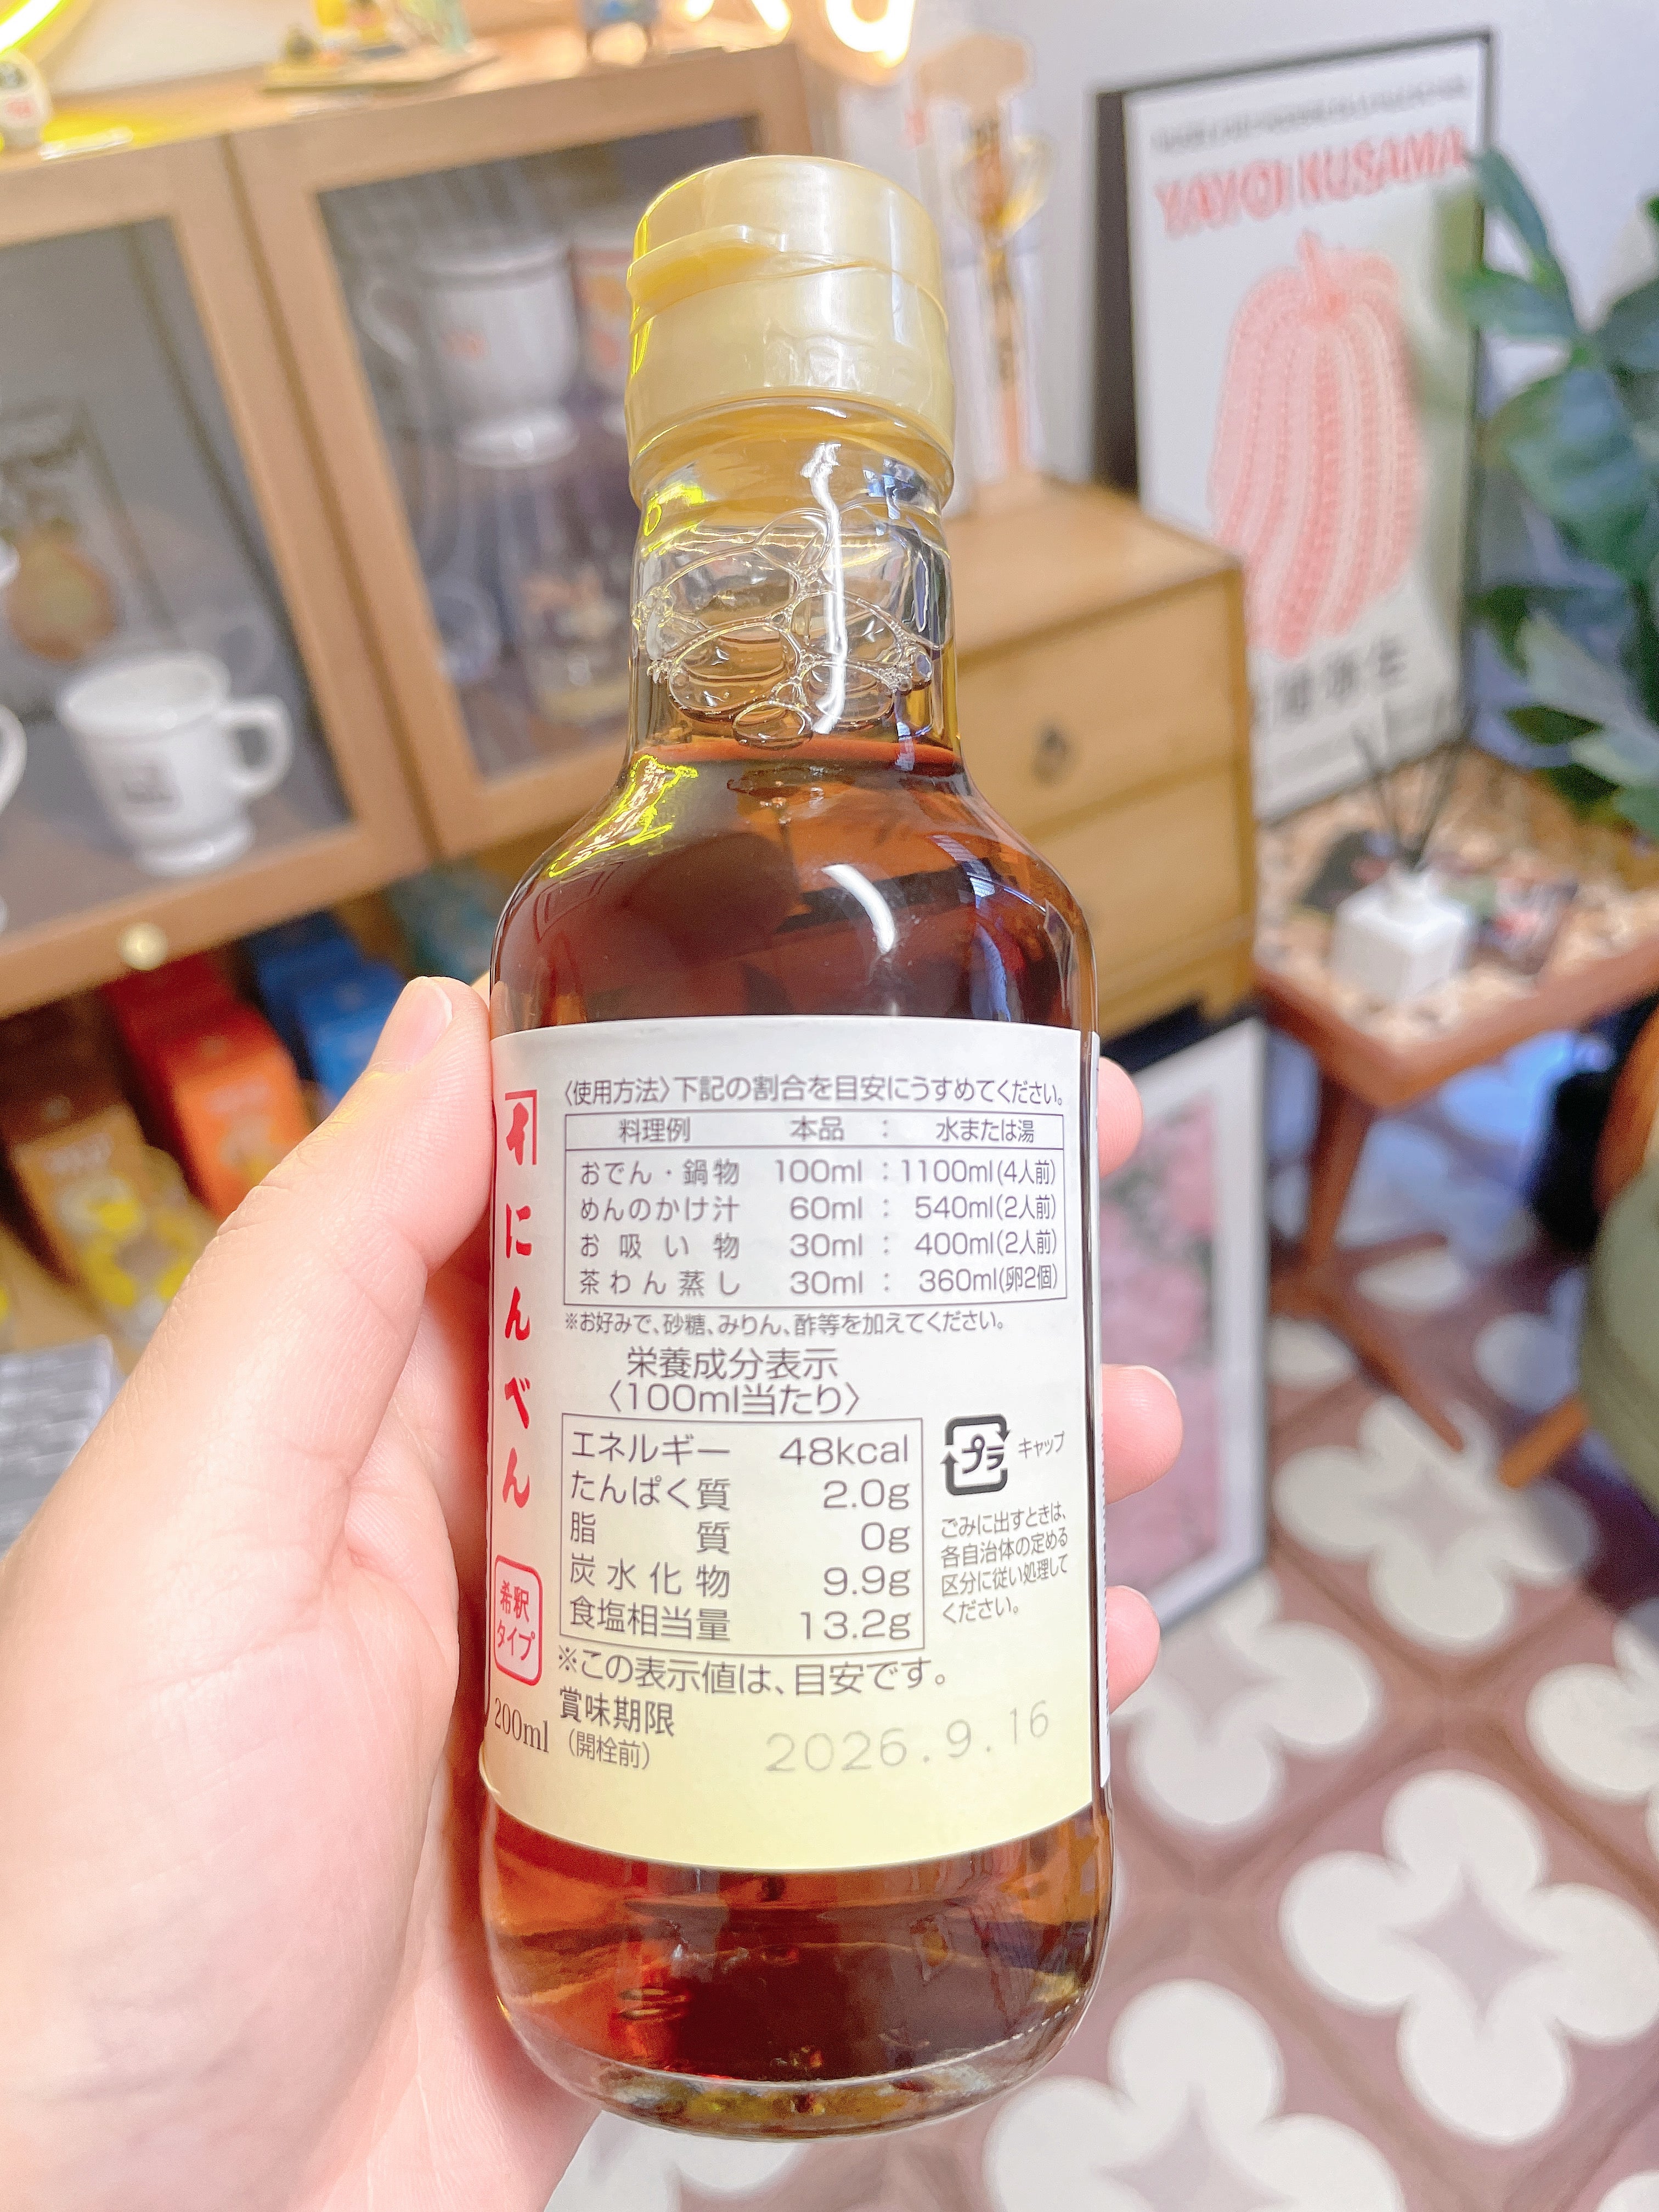 YAYOI KUSAMA
イ
にんべん
希釈
タイプ
200ml
〈使用方法〉下記の割合を目安にうすめてください。
料理例 本品 : 水または湯
おでん・鍋物 100ml : 1100ml(4人前)
めんのかけ汁 60ml : 540ml(2人前)
お吸い物 30ml : 400ml(2人前)
茶わん蒸し 30ml : 360ml(卵2個)
※お好みで、砂糖、みりん、酢等を加えてください。
栄養成分表示
〈100ml当たり〉
エネルギー 48kcal
たんぱく質 2.0g
脂質 0g
炭水化物 9.9g
食塩相当量 13.2g
プラ キャップ
ごみに出すときは、
各自治体の定める
区分に従い処理して
ください。
※この表示値は、目安です。
賞味期限
(開栓前) 2026.9.16